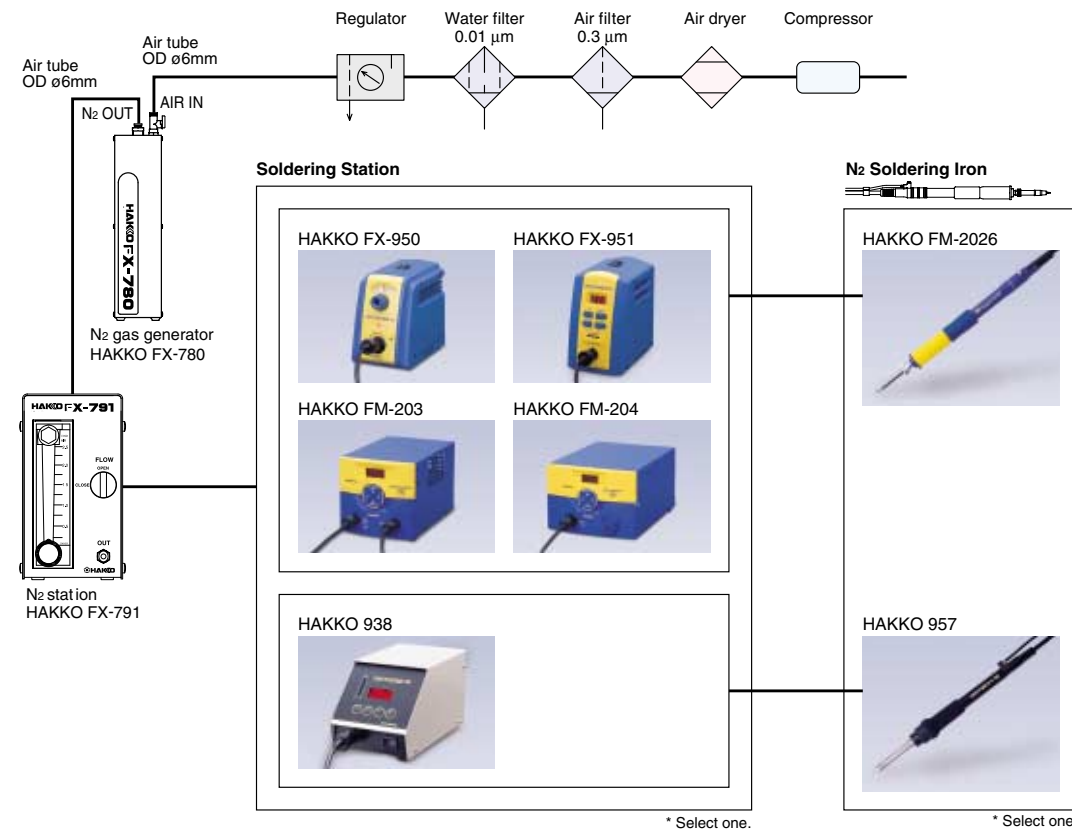 Regulator
Water filter
0.01 µm
Air filter
0.3 µm
Air dryer
Compressor
Air tube
OD ø6mm
Air tube
OD ø6mm
N2 OUT
AIR IN
HAKKO FX-780
N2 gas generator
HAKKO FX-780
HAKKO FX-791
FLOW
OPEN
CLOSE
OUT
HAKKO
N2 station
HAKKO FX-791
Soldering Station
HAKKO FX-950
HAKKO FX-951
HAKKO FM-203
HAKKO FM-204
HAKKO 938
* Select one.
N2 Soldering Iron
HAKKO FM-2026
HAKKO 957
* Select one